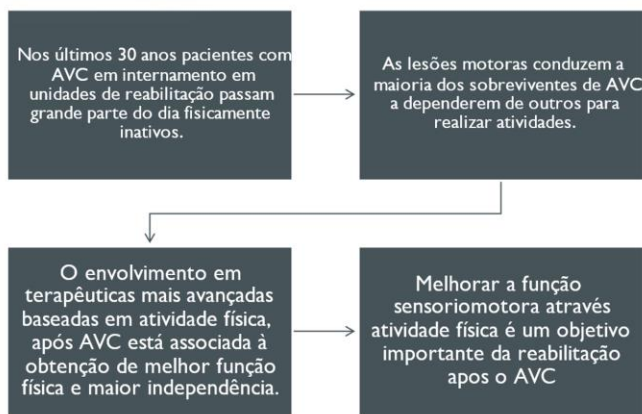 Nos últimos 30 anos pacientes com
AVC em internamento em
unidades de reabilitação passam
grande parte do dia fisicamente
inativos.
As lesões motoras conduzem a
maioria dos sobreviventes de AVC
a dependerem de outros para
realizar atividades.
O envolvimento em
terapêuticas mais avançadas
baseadas em atividade física,
após AVC está associada à
obtenção de melhor função
física e maior independência.
Melhorar a função
sensoriomotora através
atividade física é um objetivo
importante da reabilitação
apos o AVC